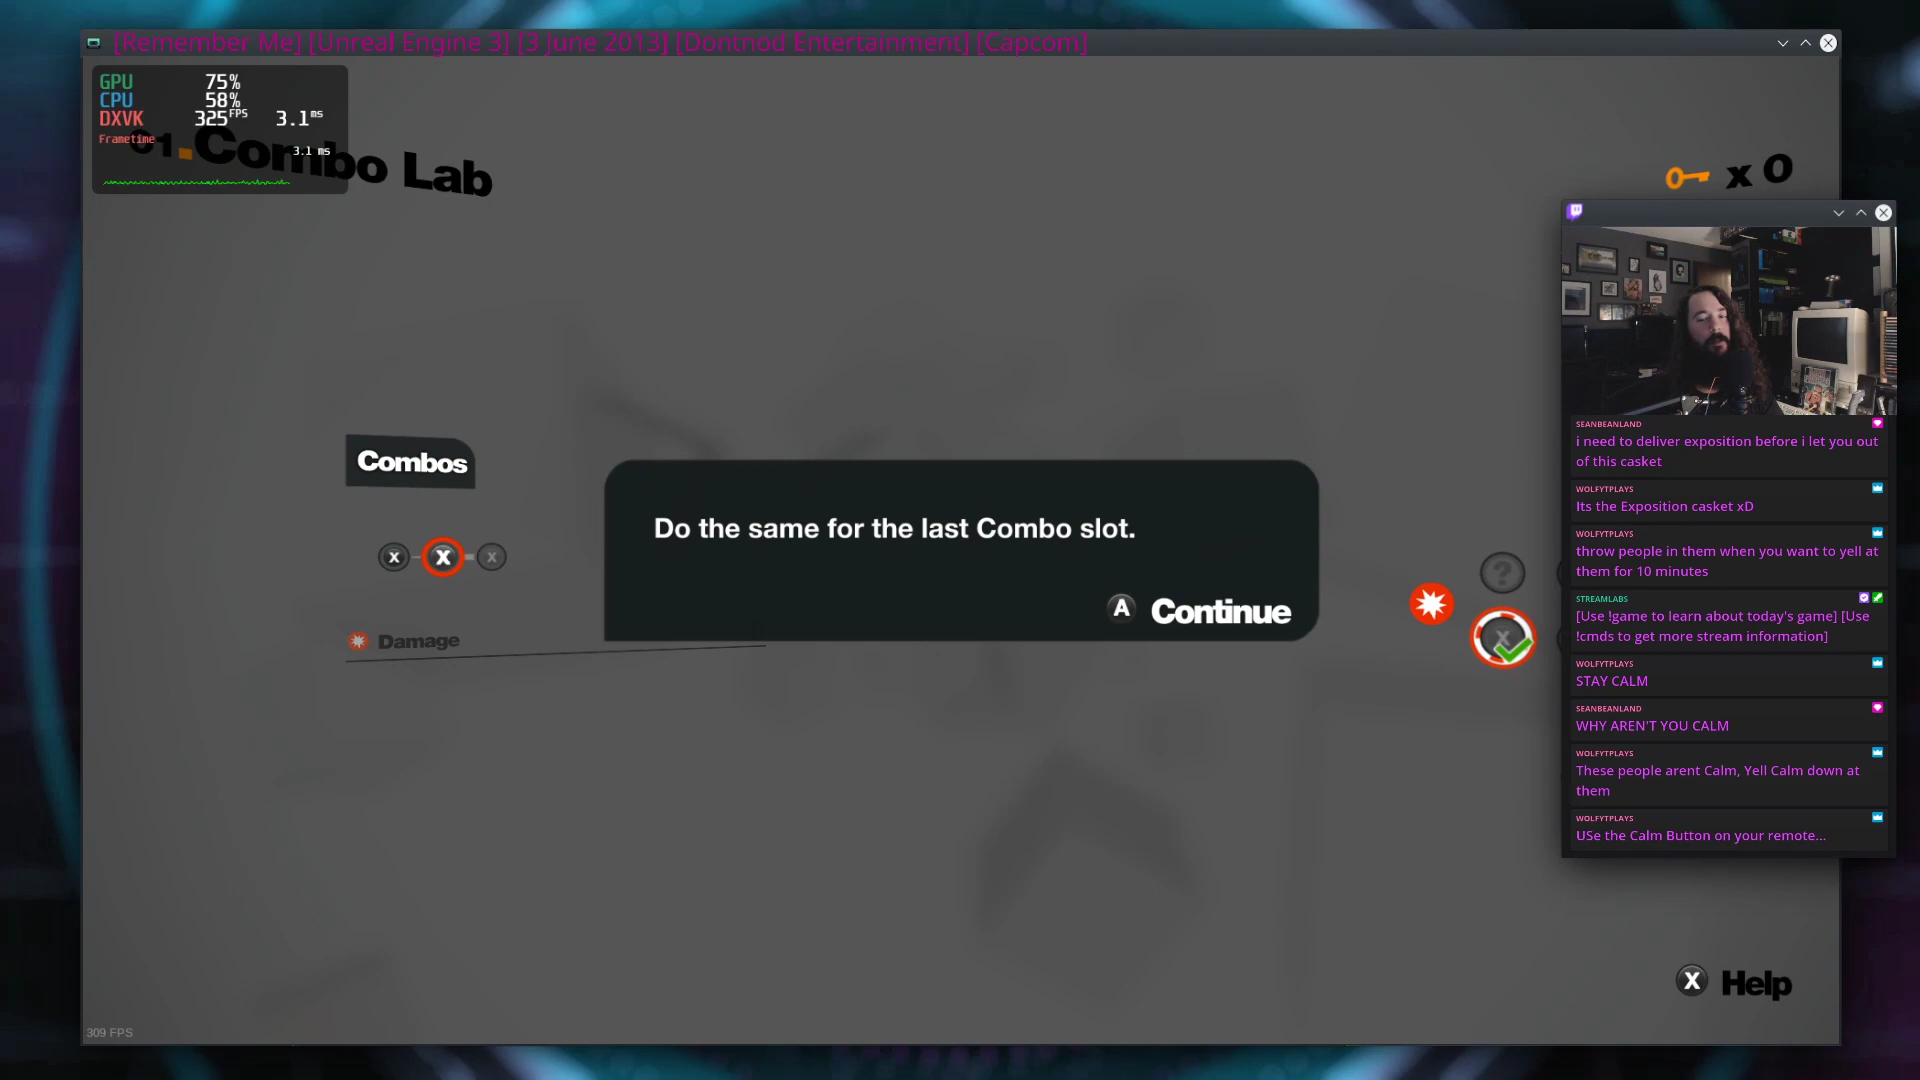 [Remember Me] [Unreal Engine 3] [3 June 2013] [Dontnod Entertainment] [Capcom]
GPU 75%
CPU 58%
DXVK 325 FPS 3.1 ms
Frametime
3.1 ms
01.Combo Lab
x 0
Combos
x x x
Damage
Do the same for the last Combo slot.
A Continue
?
x
X Help
309 FPS
SEANBEANLAND
i need to deliver exposition before i let you out
of this casket
WOLFYTPLAYS
Its the Exposition casket xD
WOLFYTPLAYS
throw people in them when you want to yell at
them for 10 minutes
STREAMLABS
[Use !game to learn about today's game] [Use
!cmds to get more stream information]
WOLFYTPLAYS
STAY CALM
SEANBEANLAND
WHY AREN'T YOU CALM
WOLFYTPLAYS
These people arent Calm, Yell Calm down at
them
WOLFYTPLAYS
USe the Calm Button on your remote...